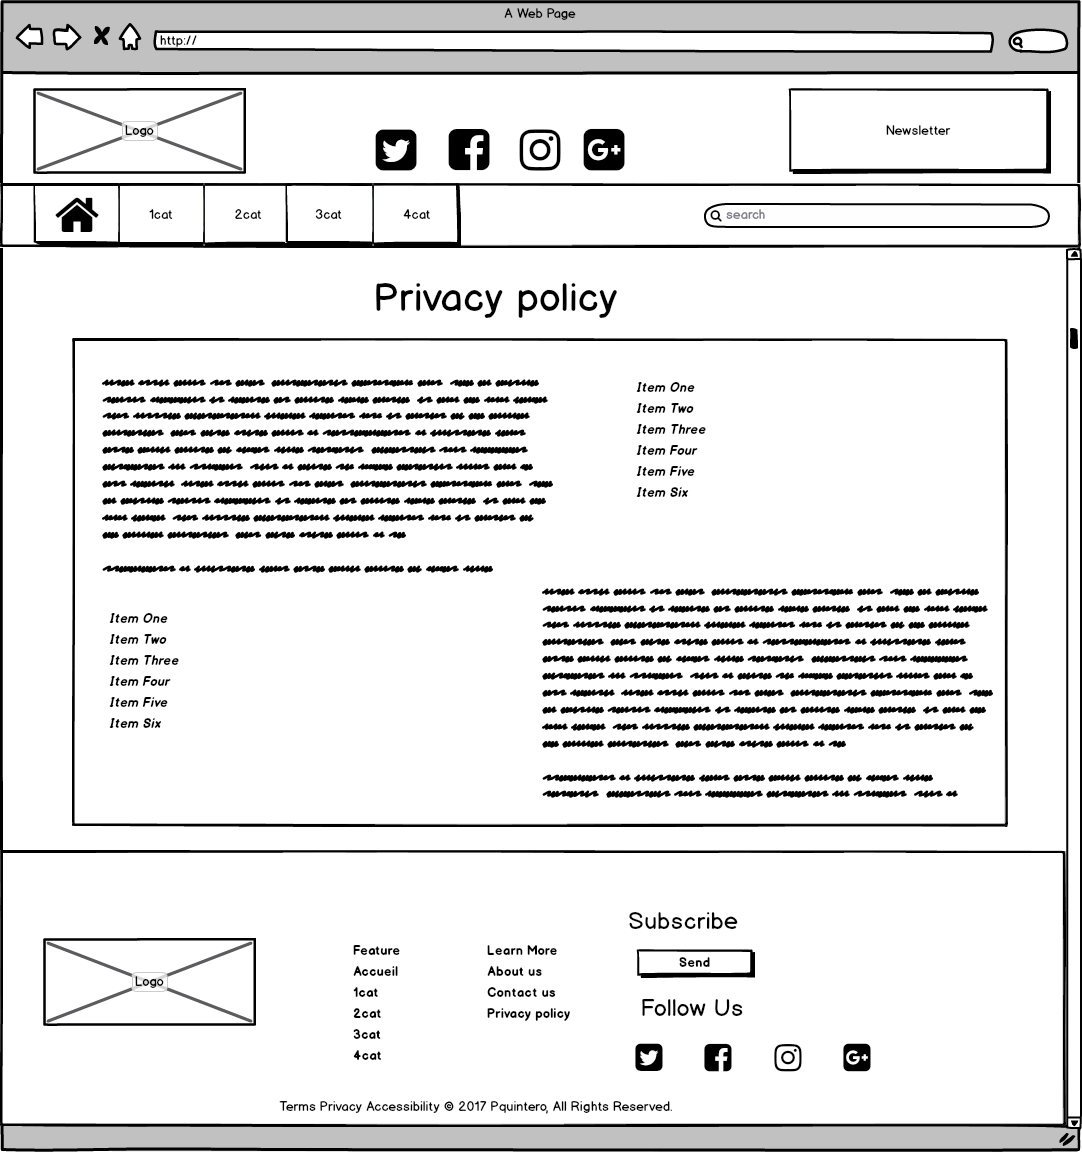 A Web Page
http://
Logo
Newsletter
1cat
2cat
3cat
4cat
search
Privacy policy
Item One
Item Two
Item Three
Item Four
Item Five
Item Six
Item One
Item Two
Item Three
Item Four
Item Five
Item Six
Logo
Feature
Accueil
1cat
2cat
3cat
4cat
Learn More
About us
Contact us
Privacy policy
Subscribe
Send
Follow Us
Terms Privacy Accessibility © 2017 Pquintero, All Rights Reserved.